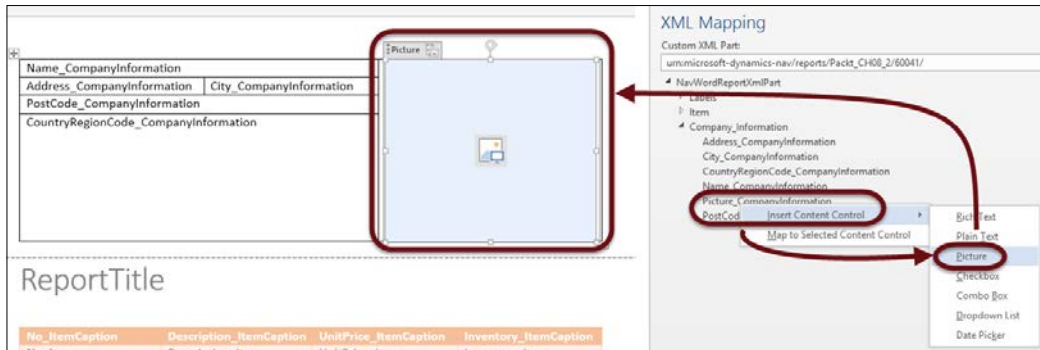 Picture
Name_CompanyInformation
Address_CompanyInformation City_CompanyInformation
PostCode_CompanyInformation
CountryRegionCode_CompanyInformation
ReportTitle
No_ItemCaption Description_ItemCaption UnitPrice_ItemCaption Inventory_ItemCaption
XML Mapping
Custom XML Part:
urn:microsoft-dynamics-nav/reports/Packt_CH08_2/60041/
NavWordReportXmlPart
Labels
Item
Company_Information
Address_CompanyInformation
City_CompanyInformation
CountryRegionCode_CompanyInformation
Name_CompanyInformation
Picture_CompanyInformation
PostCod
Insert Content Control
Map to Selected Content Control
Rich Text
Plain Text
Picture
Checkbox
Combo Box
Dropdown List
Date Picker